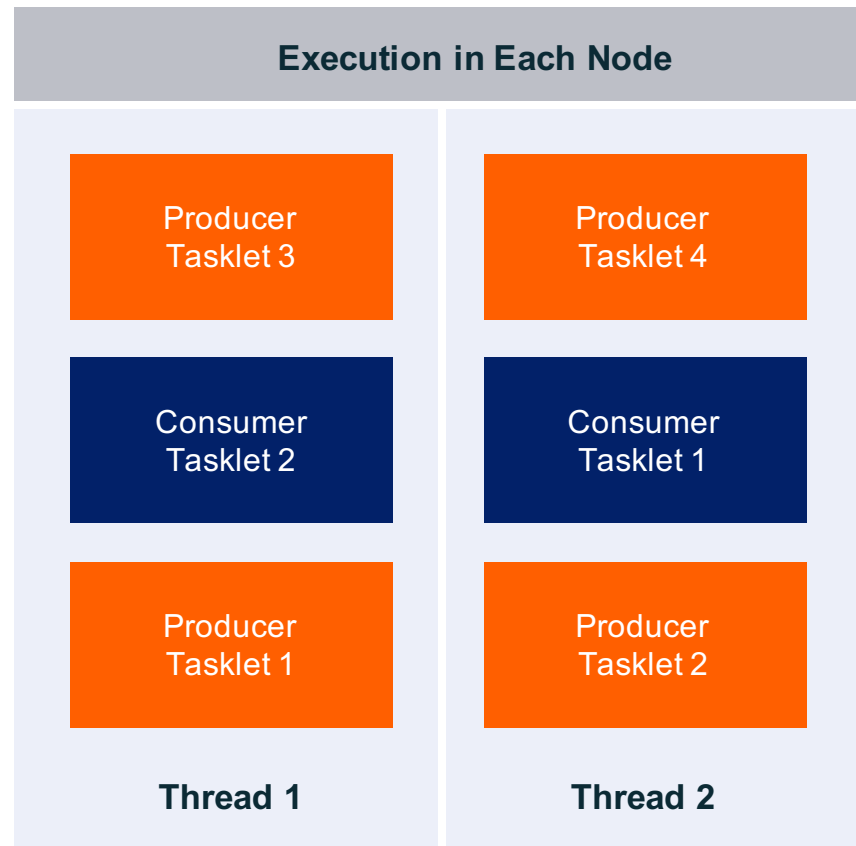 Execution in Each Node
Producer
Tasklet 3
Consumer
Tasklet 2
Producer
Tasklet 1
Thread 1
Producer
Tasklet 4
Consumer
Tasklet 1
Producer
Tasklet 2
Thread 2